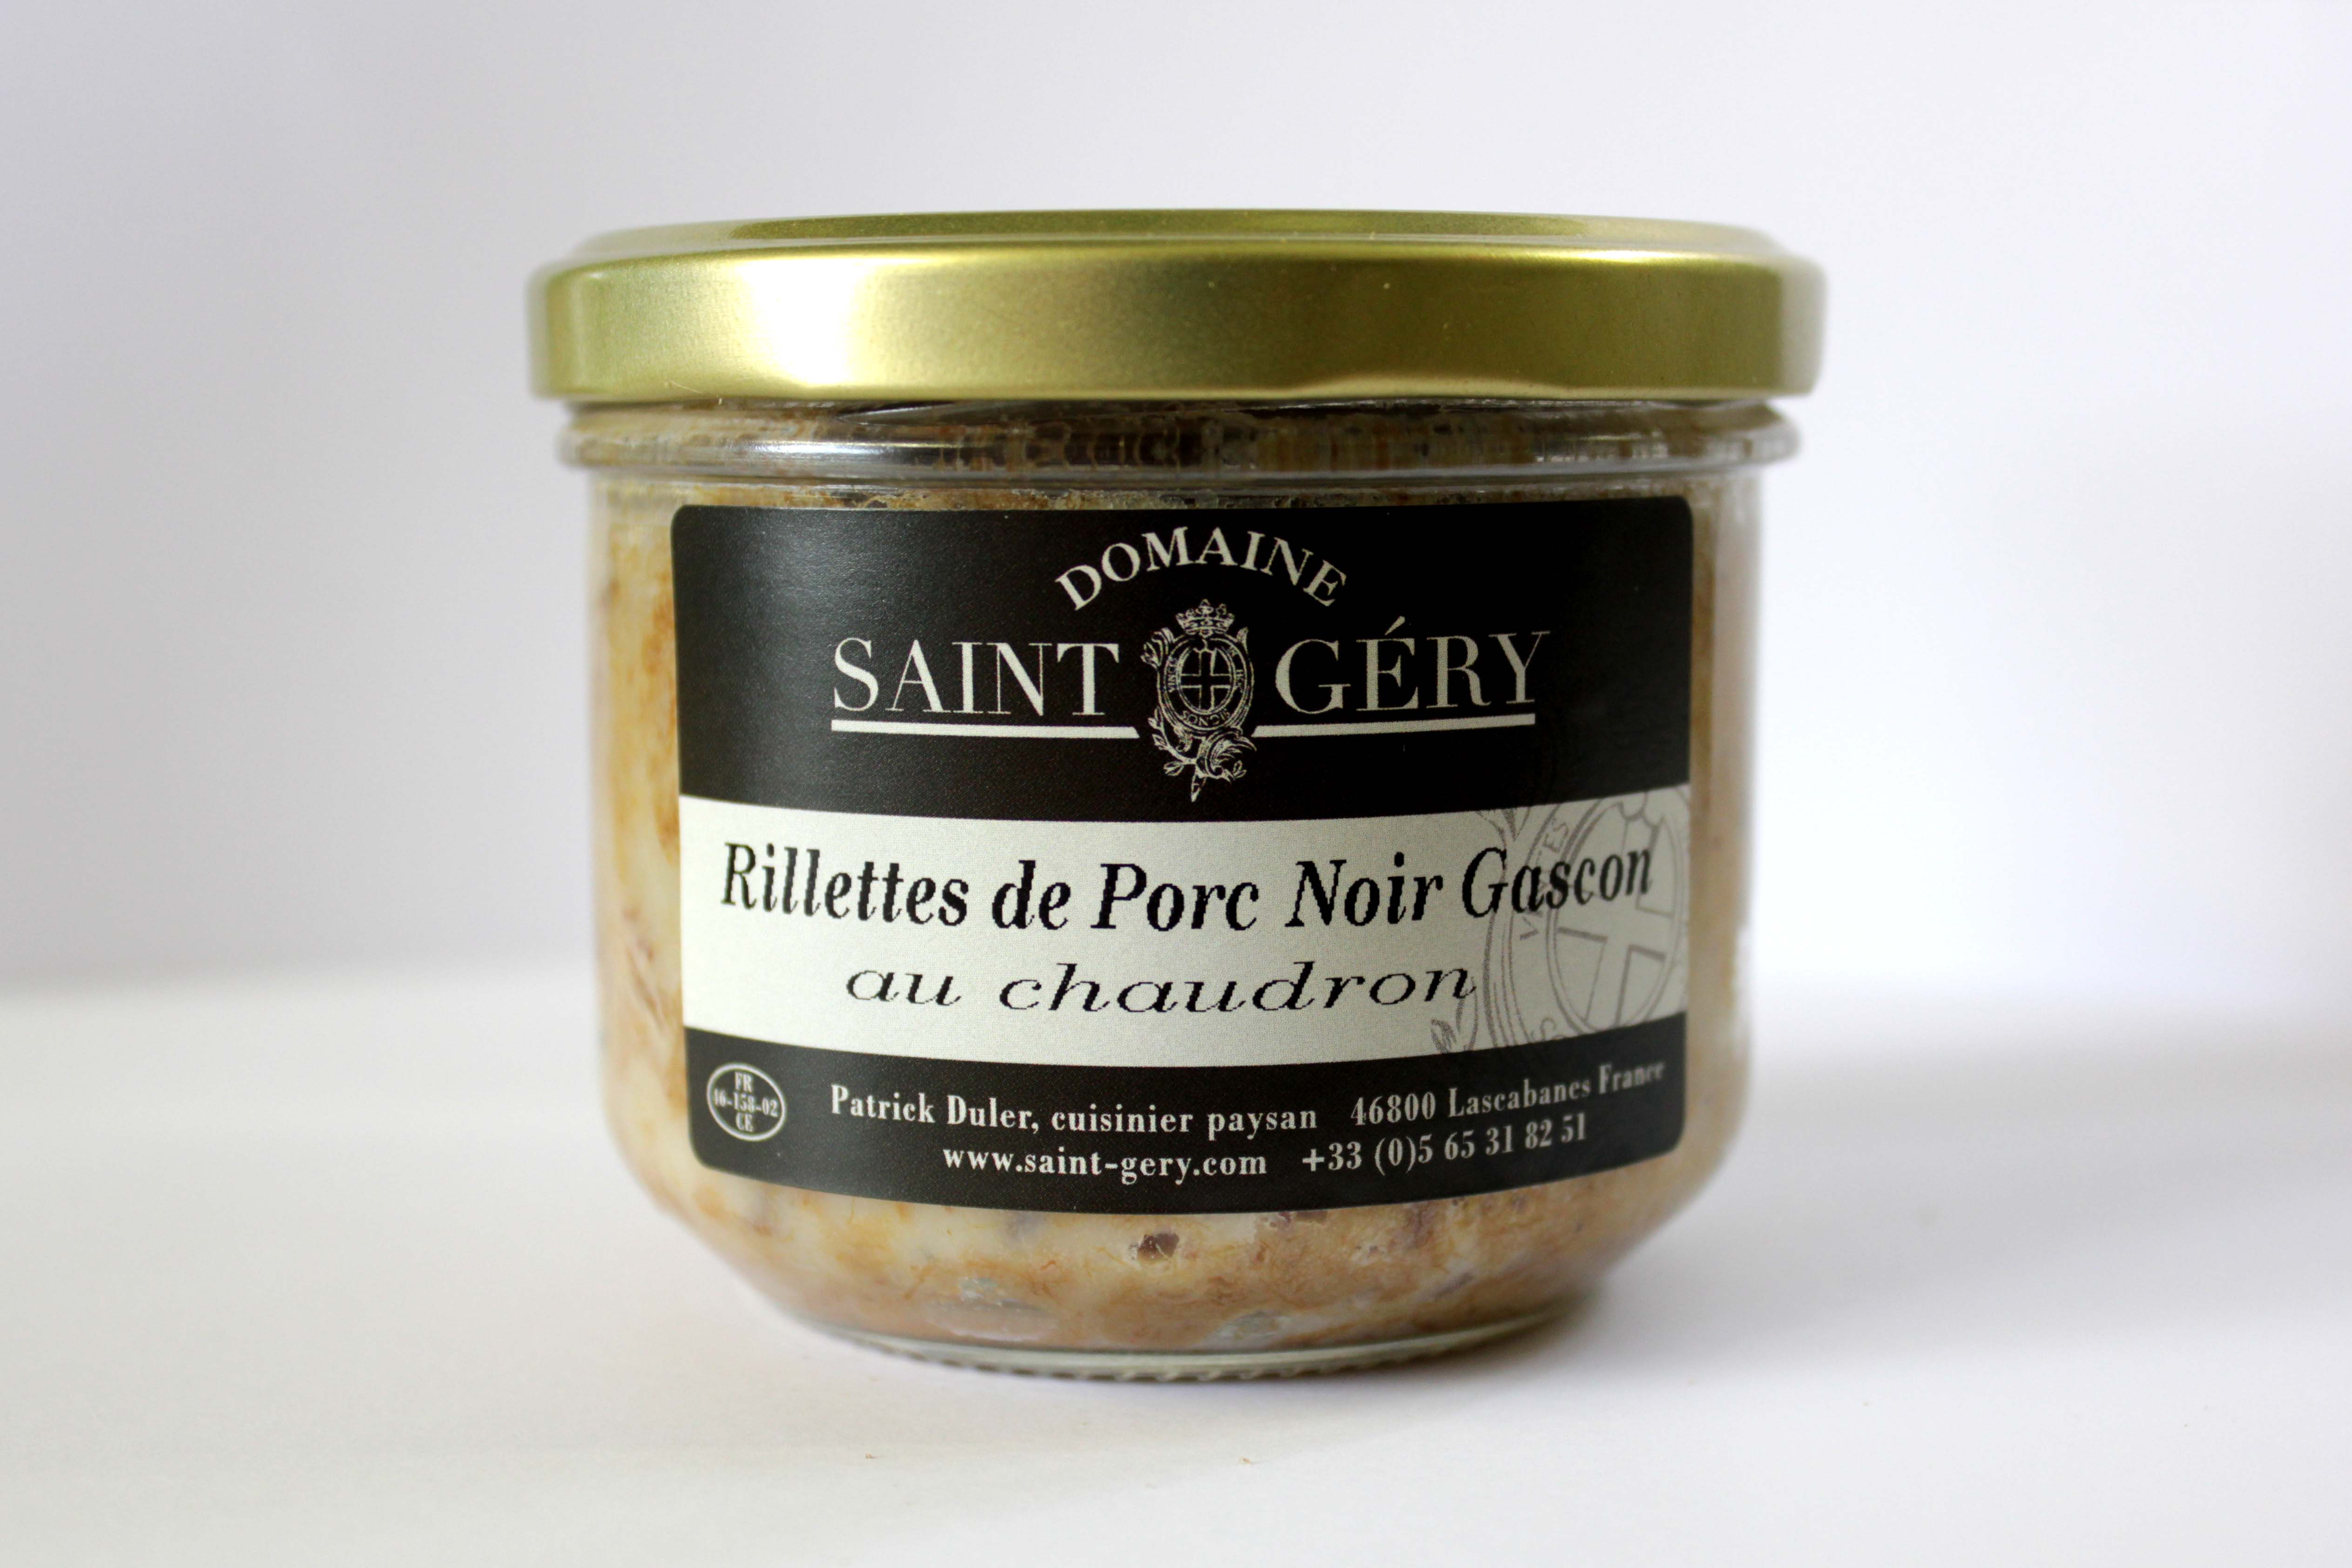 DOMAINE
SAINT GÉRY
Rillettes de Porc Noir Gascon
au chaudron
FR
46-158-02
CE
Patrick Duler, cuisinier paysan 46800 Lascabanes France
www.saint-gery.com +33 (0)5 65 31 82 51